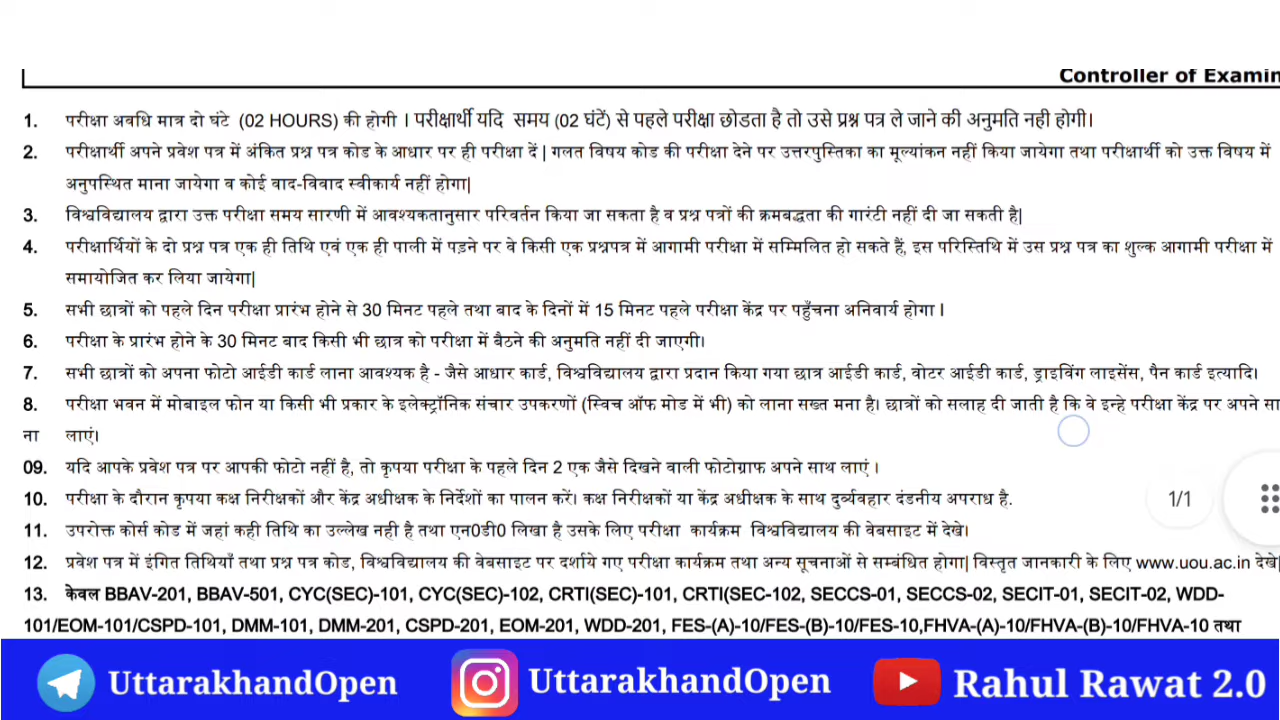 Controller of Examin
1. परीक्षा अवधि मात्र दो घंटे (02 HOURS) की होगी । परीक्षार्थी यदि समय (02 घंटें) से पहले परीक्षा छोडता है तो उसे प्रश्न पत्र ले जाने की अनुमति नही होगी।
2. परीक्षार्थी अपने प्रवेश पत्र में अंकित प्रश्न पत्र कोड के आधार पर ही परीक्षा दें | गलत विषय कोड की परीक्षा देने पर उत्तरपुस्तिका का मूल्यांकन नहीं किया जायेगा तथा परीक्षार्थी को उक्त विषय में
अनुपस्थित माना जायेगा व कोई वाद-विवाद स्वीकार्य नहीं होगा|
3. विश्वविद्यालय द्वारा उक्त परीक्षा समय सारणी में आवश्यकतानुसार परिवर्तन किया जा सकता है व प्रश्न पत्रों की क्रमबद्धता की गारंटी नहीं दी जा सकती है|
4. परीक्षार्थियों के दो प्रश्न पत्र एक ही तिथि एवं एक ही पाली में पड़ने पर वे किसी एक प्रश्नपत्र में आगामी परीक्षा में सम्मिलित हो सकते हैं, इस परिस्तिथि में उस प्रश्न पत्र का शुल्क आगामी परीक्षा में
समायोजित कर लिया जायेगा|
5. सभी छात्रों को पहले दिन परीक्षा प्रारंभ होने से 30 मिनट पहले तथा बाद के दिनों में 15 मिनट पहले परीक्षा केंद्र पर पहुँचना अनिवार्य होगा I
6. परीक्षा के प्रारंभ होने के 30 मिनट बाद किसी भी छात्र को परीक्षा में बैठने की अनुमति नहीं दी जाएगी।
7. सभी छात्रों को अपना फोटो आईडी कार्ड लाना आवश्यक है - जैसे आधार कार्ड, विश्वविद्यालय द्वारा प्रदान किया गया छात्र आईडी कार्ड, वोटर आईडी कार्ड, ड्राइविंग लाइसेंस, पैन कार्ड इत्यादि।
8. परीक्षा भवन में मोबाइल फोन या किसी भी प्रकार के इलेक्ट्रॉनिक संचार उपकरणों (स्विच ऑफ मोड में भी) को लाना सख्त मना है। छात्रों को सलाह दी जाती है कि वे इन्हे परीक्षा केंद्र पर अपने सा
ना लाएं।
09. यदि आपके प्रवेश पत्र पर आपकी फोटो नहीं है, तो कृपया परीक्षा के पहले दिन 2 एक जैसे दिखने वाली फोटोग्राफ अपने साथ लाएं ।
10. परीक्षा के दौरान कृपया कक्ष निरीक्षकों और केंद्र अधीक्षक के निर्देशों का पालन करें। कक्ष निरीक्षकों या केंद्र अधीक्षक के साथ दुर्व्यवहार दंडनीय अपराध है.
1/1
11. उपरोक्त कोर्स कोड में जहां कही तिथि का उल्लेख नही है तथा एन0डी0 लिखा है उसके लिए परीक्षा कार्यक्रम विश्वविद्यालय की वेबसाइट में देखे।
12. प्रवेश पत्र में इंगित तिथियाँ तथा प्रश्न पत्र कोड, विश्वविद्यालय की वेबसाइट पर दर्शाये गए परीक्षा कार्यक्रम तथा अन्य सूचनाओं से सम्बंधित होगा| विस्तृत जानकारी के लिए www.uou.ac.in देखे|
13. केवल BBAV-201, BBAV-501, CYC(SEC)-101, CYC(SEC)-102, CRTI(SEC)-101, CRTI(SEC-102, SECCS-01, SECCS-02, SECIT-01, SECIT-02, WDD-
101/EOM-101/CSPD-101, DMM-101, DMM-201, CSPD-201, EOM-201, WDD-201, FES-(A)-10/FES-(B)-10/FES-10,FHVA-(A)-10/FHVA-(B)-10/FHVA-10 तथा
UttarakhandOpen UttarakhandOpen Rahul Rawat 2.0